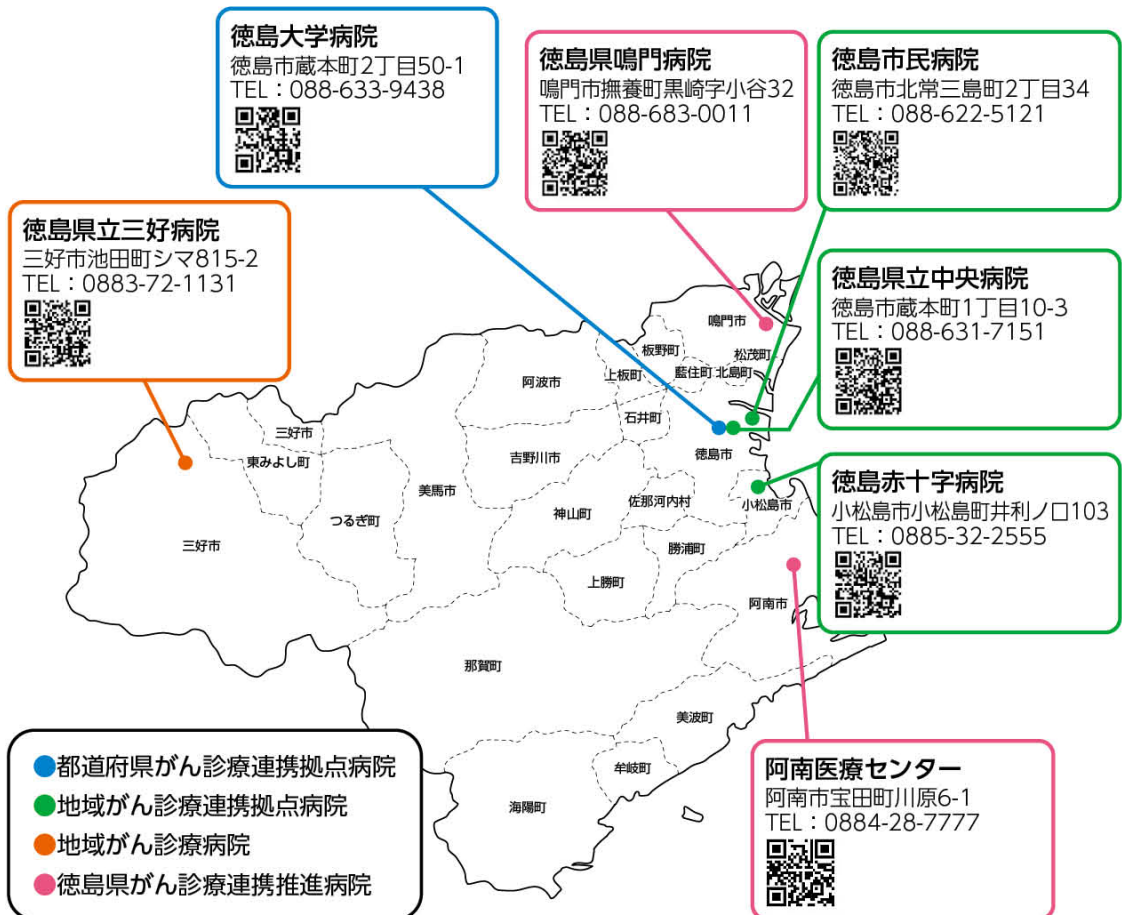 徳島大学病院
徳島市蔵本町2丁目50-1
TEL：088-633-9438
徳島県鳴門病院
鳴門市撫養町黒崎字小谷32
TEL：088-683-0011
徳島市民病院
徳島市北常三島町2丁目34
TEL：088-622-5121
徳島県立三好病院
三好市池田町シマ815-2
TEL：0883-72-1131
徳島県立中央病院
徳島市蔵本町1丁目10-3
TEL：088-631-7151
徳島赤十字病院
小松島市小松島町井利ノ口103
TEL：0885-32-2555
阿南医療センター
阿南市宝田町川原6-1
TEL：0884-28-7777
鳴門市
板野町
松茂町
上板町
藍住町
北島町
阿波市
石井町
三好市
東みよし町
吉野川市
徳島市
美馬市
つるぎ町
神山町
佐那河内村
小松島市
三好市
勝浦町
上勝町
阿南市
那賀町
美波町
牟岐町
海陽町
都道府県がん診療連携拠点病院
地域がん診療連携拠点病院
地域がん診療病院
徳島県がん診療連携推進病院